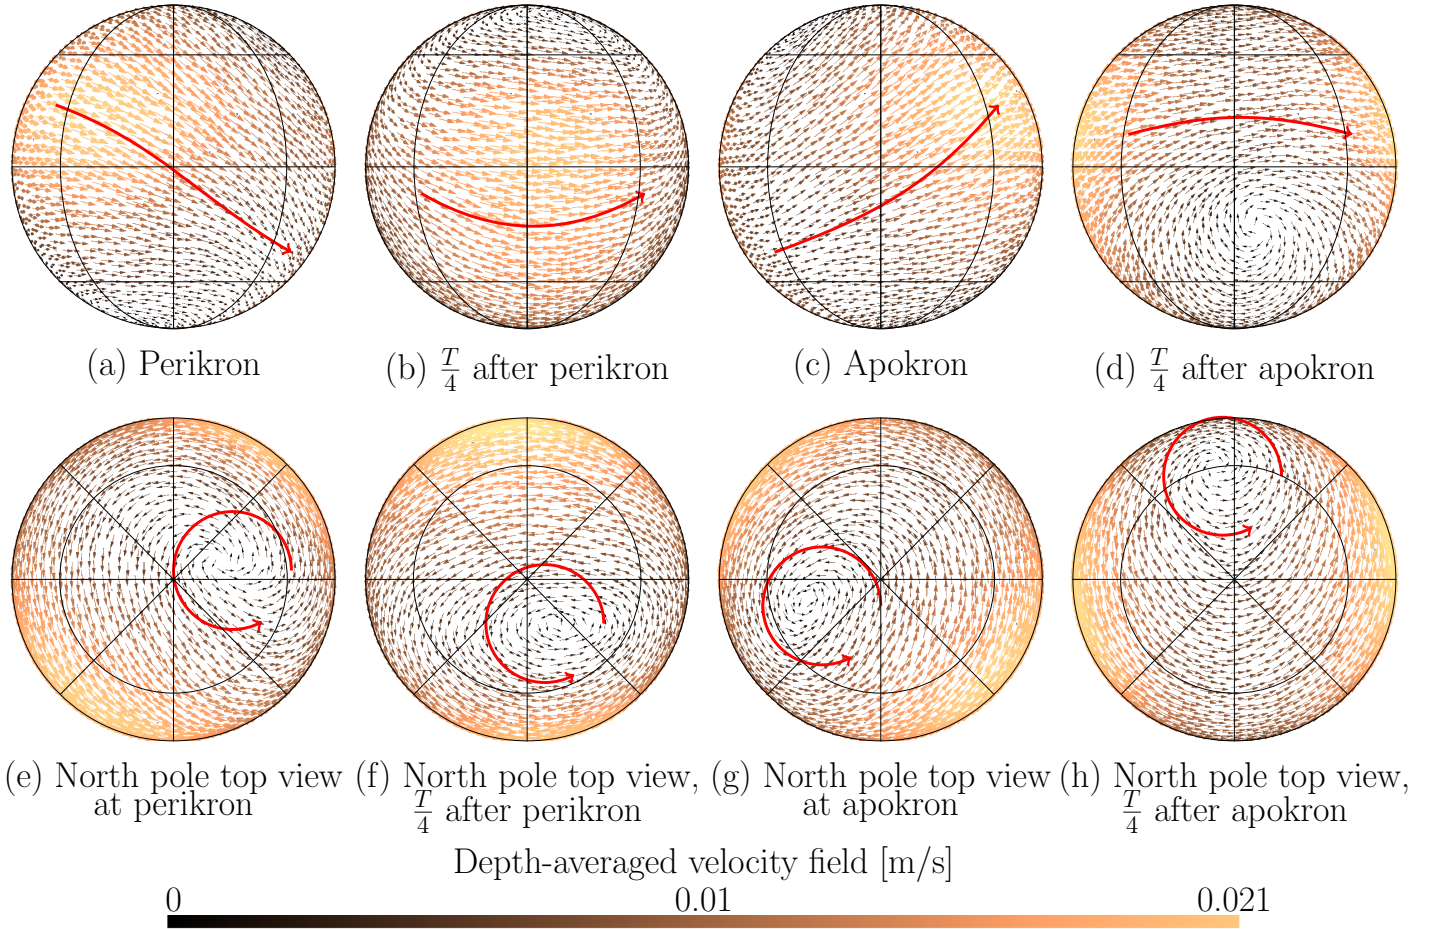 (a) Perikron
(b) T/4 after perikron
(c) Apokron
(d) T/4 after apokron
(e) North pole top view
at perikron
(f) North pole top view,
T/4 after perikron
(g) North pole top view
at apokron
(h) North pole top view,
T/4 after apokron
Depth-averaged velocity field [m/s]
0 0.01 0.021